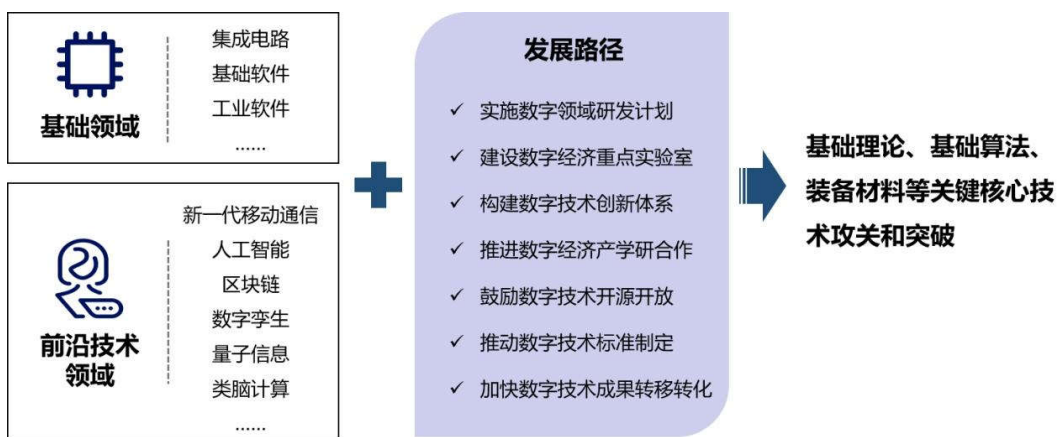 基础领域
集成电路
基础软件
工业软件
......
前沿技术
领域
新一代移动通信
人工智能
区块链
数字孪生
量子信息
类脑计算
......
发展路径
✓ 实施数字领域研发计划
✓ 建设数字经济重点实验室
✓ 构建数字技术创新体系
✓ 推进数字经济产学研合作
✓ 鼓励数字技术开源开放
✓ 推动数字技术标准制定
✓ 加快数字技术成果转移转化
基础理论、基础算法、
装备材料等关键核心技
术攻关和突破